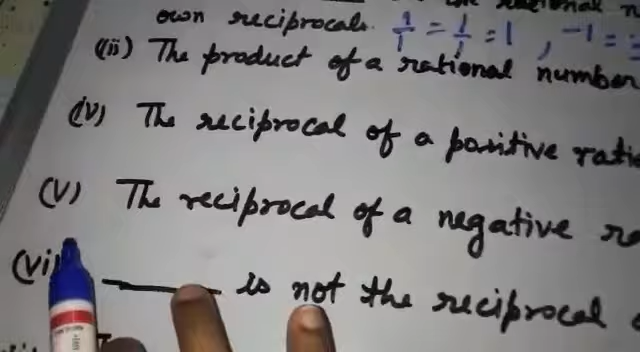 own reciprocals. 1/1 = 1/1 = 1 , -1 =
(iii) The product of a rational number
(iv) The reciprocal of a positive
(v) The reciprocal of a negative
(vi) ____ is not the reciprocal